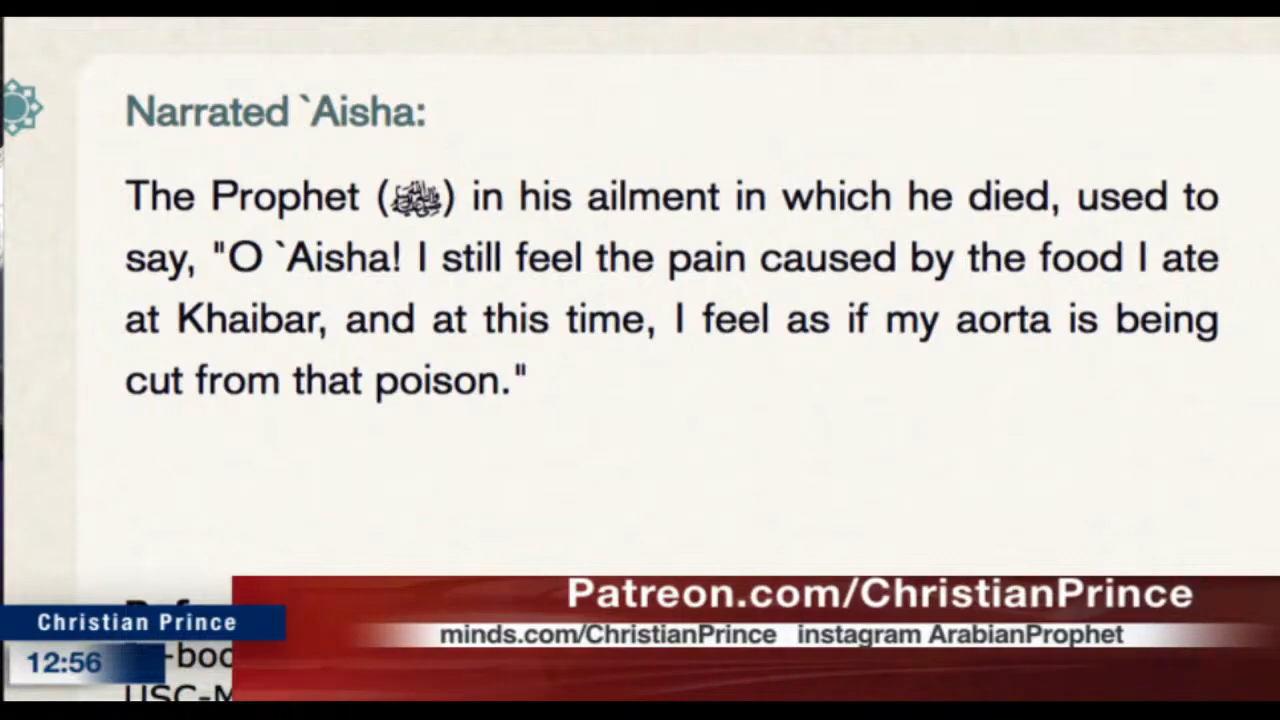 Narrated `Aisha:
The Prophet (ﷺ) in his ailment in which he died, used to
say, "O `Aisha! I still feel the pain caused by the food I ate
at Khaibar, and at this time, I feel as if my aorta is being
cut from that poison."
Patreon.com/ChristianPrince
Christian Prince
minds.com/ChristianPrince instagram ArabianProphet
12:56
-boo
USC-M